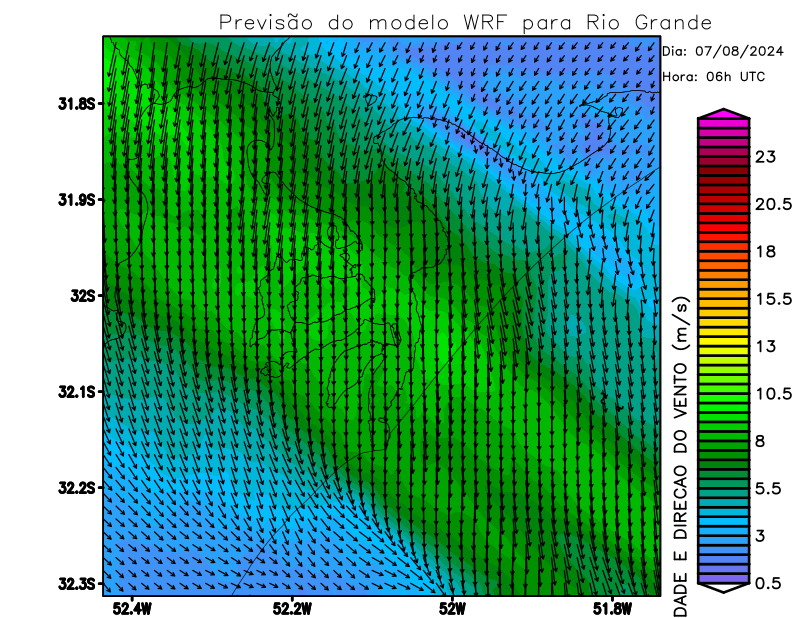 Previsão do modelo WRF para Rio Grande
Dia: 07/08/2024
Hora: 06h UTC
31.8S
31.9S
32S
32.1S
32.2S
32.3S
52.4W
52.2W
52W
51.8W
DADE E DIRECAO DO VENTO (m/s)
23
20.5
18
15.5
13
10.5
8
5.5
3
0.5